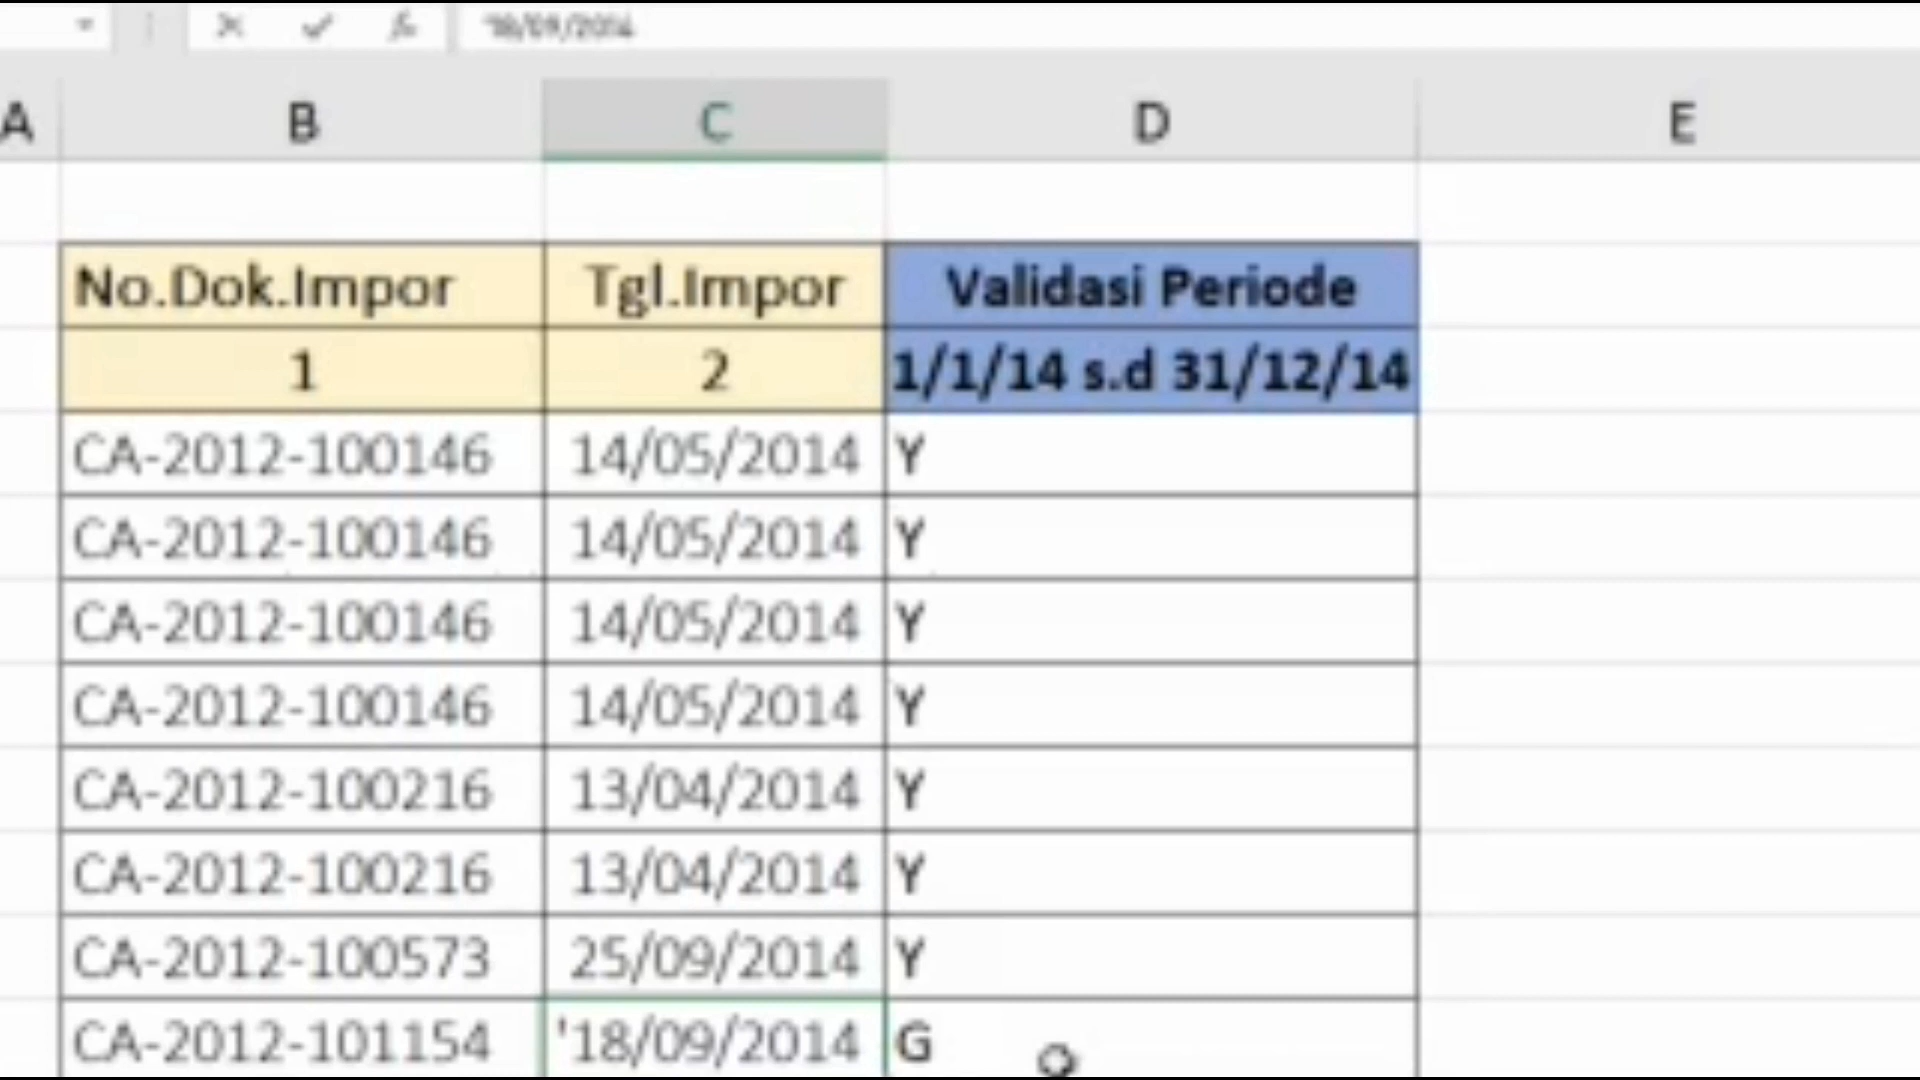 '18/09/2014
A B C D E
No.Dok.Impor Tgl.Impor Validasi Periode
1 2 1/1/14 s.d 31/12/14
CA-2012-100146 14/05/2014 Y
CA-2012-100146 14/05/2014 Y
CA-2012-100146 14/05/2014 Y
CA-2012-100146 14/05/2014 Y
CA-2012-100216 13/04/2014 Y
CA-2012-100216 13/04/2014 Y
CA-2012-100573 25/09/2014 Y
CA-2012-101154 '18/09/2014 G